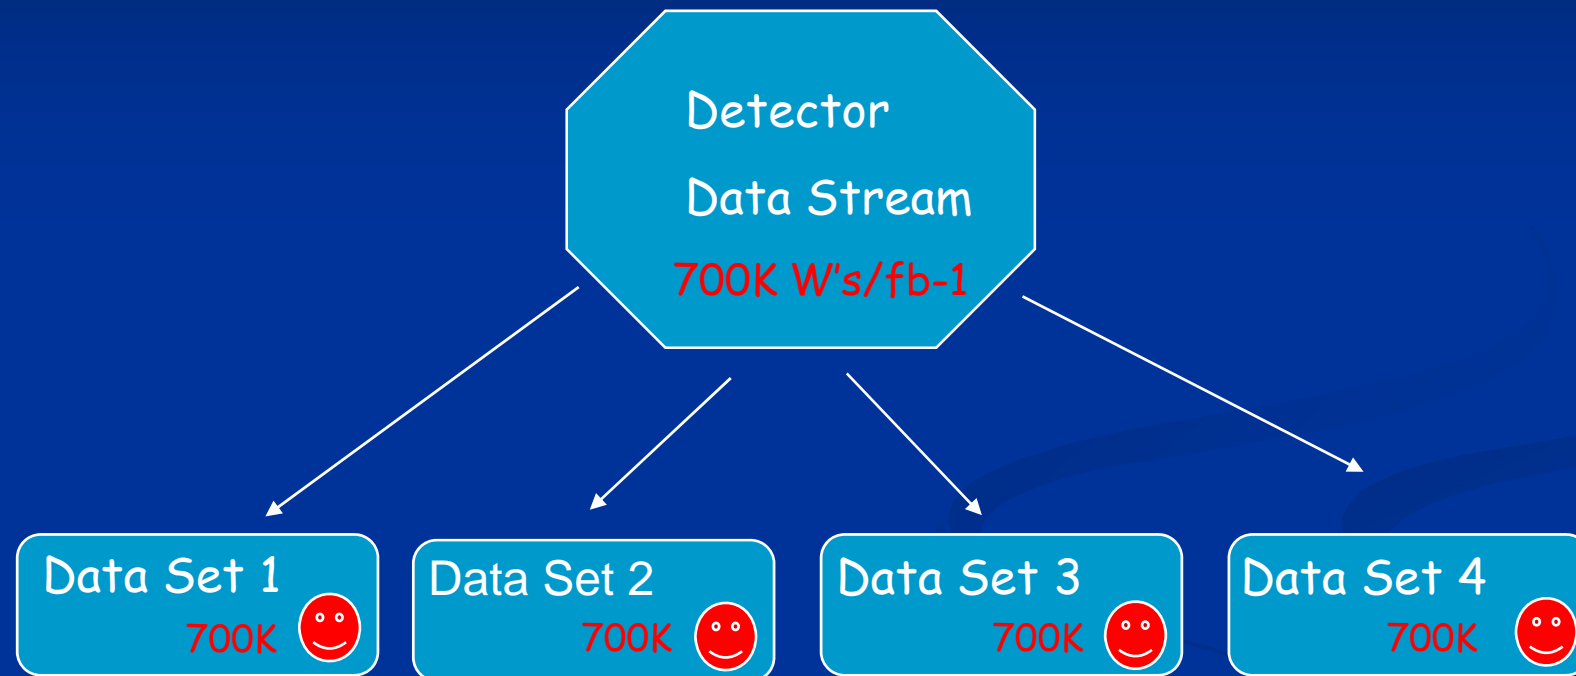 Detector
Data Stream
700K W's/fb-1
Data Set 1
700K
Data Set 2
700K
Data Set 3
700K
Data Set 4
700K